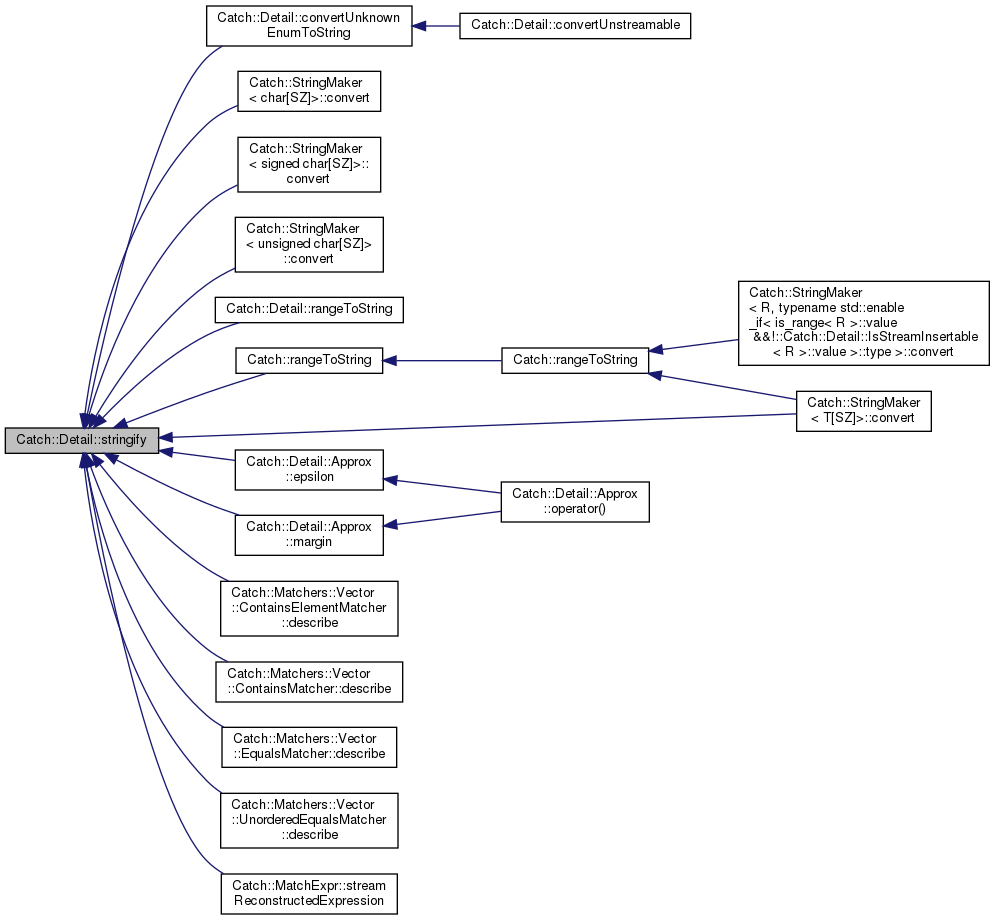 Catch::Detail::convertUnknown
EnumToString
Catch::Detail::convertUnstreamable
Catch::StringMaker
< char[SZ]>::convert
Catch::StringMaker
< signed char[SZ]>::
convert
Catch::StringMaker
< unsigned char[SZ]>
::convert
Catch::Detail::rangeToString
Catch::rangeToString
Catch::rangeToString
Catch::StringMaker
< R, typename std::enable
_if< is_range< R >::value
&&!::Catch::Detail::IsStreamInsertable
< R >::value >::type >::convert
Catch::StringMaker
< T[SZ]>::convert
Catch::Detail::stringify
Catch::Detail::Approx
::epsilon
Catch::Detail::Approx
::operator()
Catch::Detail::Approx
::margin
Catch::Matchers::Vector
::ContainsElementMatcher
::describe
Catch::Matchers::Vector
::ContainsMatcher::describe
Catch::Matchers::Vector
::EqualsMatcher::describe
Catch::Matchers::Vector
::UnorderedEqualsMatcher
::describe
Catch::MatchExpr::stream
ReconstructedExpression